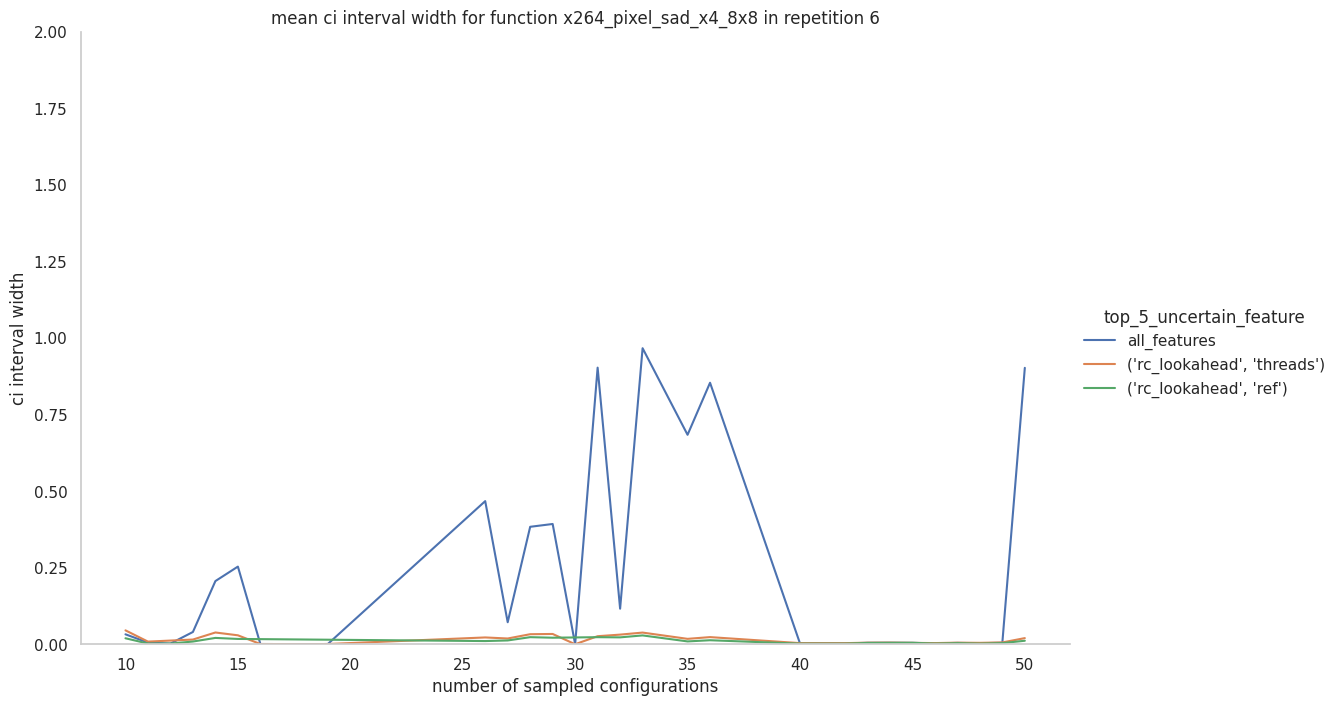 mean ci interval width for function x264_pixel_sad_x4_8x8 in repetition 6
2.00
1.75
1.50
1.25
1.00
0.75
0.50
0.25
0.00
ci interval width
10 15 20 25 30 35 40 45 50
number of sampled configurations
top_5_uncertain_feature
all_features
('rc_lookahead', 'threads')
('rc_lookahead', 'ref')